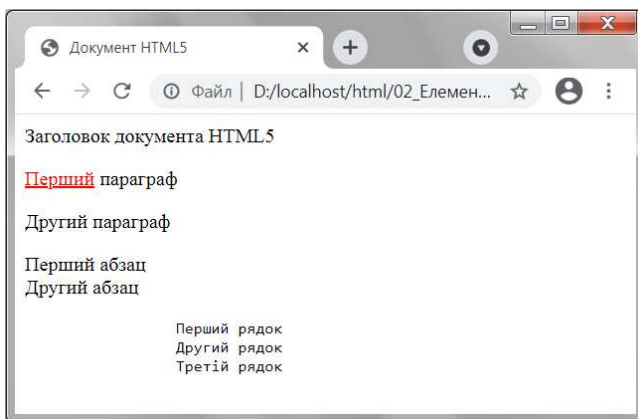 Документ HTML5
Файл | D:/localhost/html/02_Елемен...
Заголовок документа HTML5
Перший параграф
Другий параграф
Перший абзац
Другий абзац
Перший рядок
Другий рядок
Третій рядок